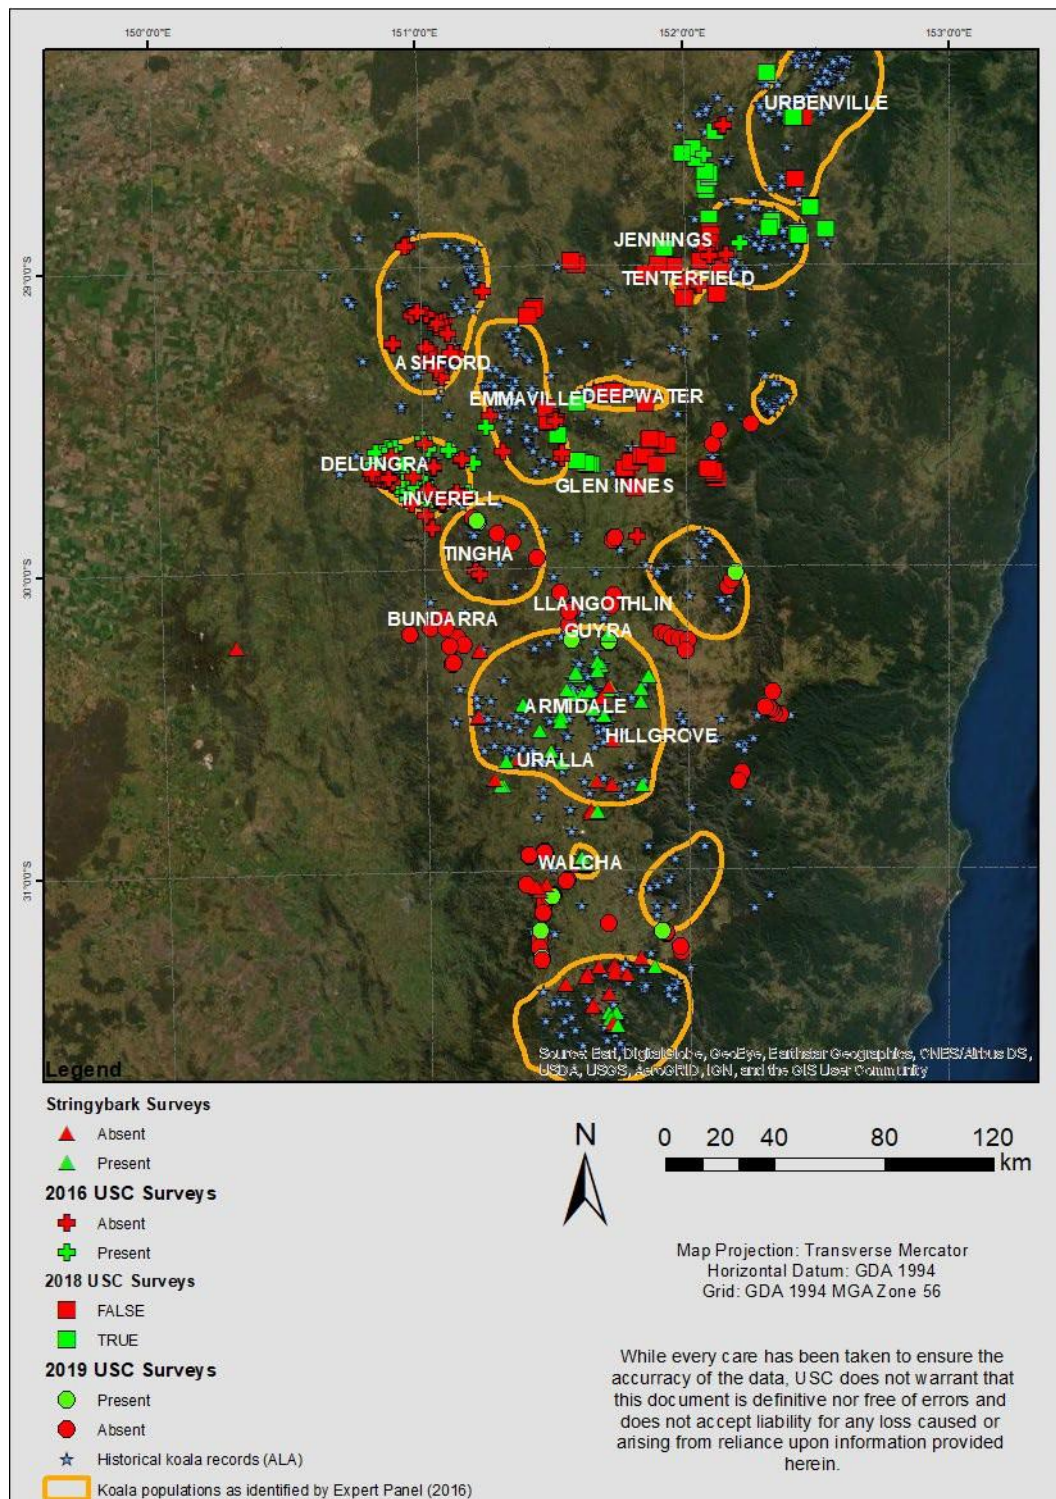 150°0'0"E 151°0'0"E 152°0'0"E 153°0'0"E
URBENVILLE
JENNINGS
29°0'0"S
TENTERFIELD
ASHFORD
EMMAVILLE
DEEPWATER
DELUNGRA
GLEN INNES
INVERELL
TINGHA
30°0'0"S
LLANGOTHLIN
BUNDARRA
GUYRA
ARMIDALE
HILLGROVE
URALLA
WALCHA
31°0'0"S
Source: Esri, DigitalGlobe, GeoEye, Earthstar Geographics, CNES/Airbus DS,
USDA, USGS, AeroGRID, IGN, and the GIS User Community
Legend
Stringybark Surveys
Absent
Present
2016 USC Surveys
Absent
Present
2018 USC Surveys
FALSE
TRUE
2019 USC Surveys
Present
Absent
Historical koala records (ALA)
Koala populations as identified by Expert Panel (2016)
N
0 20 40 80 120
km
Map Projection: Transverse Mercator
Horizontal Datum: GDA 1994
Grid: GDA 1994 MGA Zone 56
While every care has been taken to ensure the
accurracy of the data, USC does not warrant that
this document is definitive nor free of errors and
does not accept liability for any loss caused or
arising from reliance upon information provided
herein.